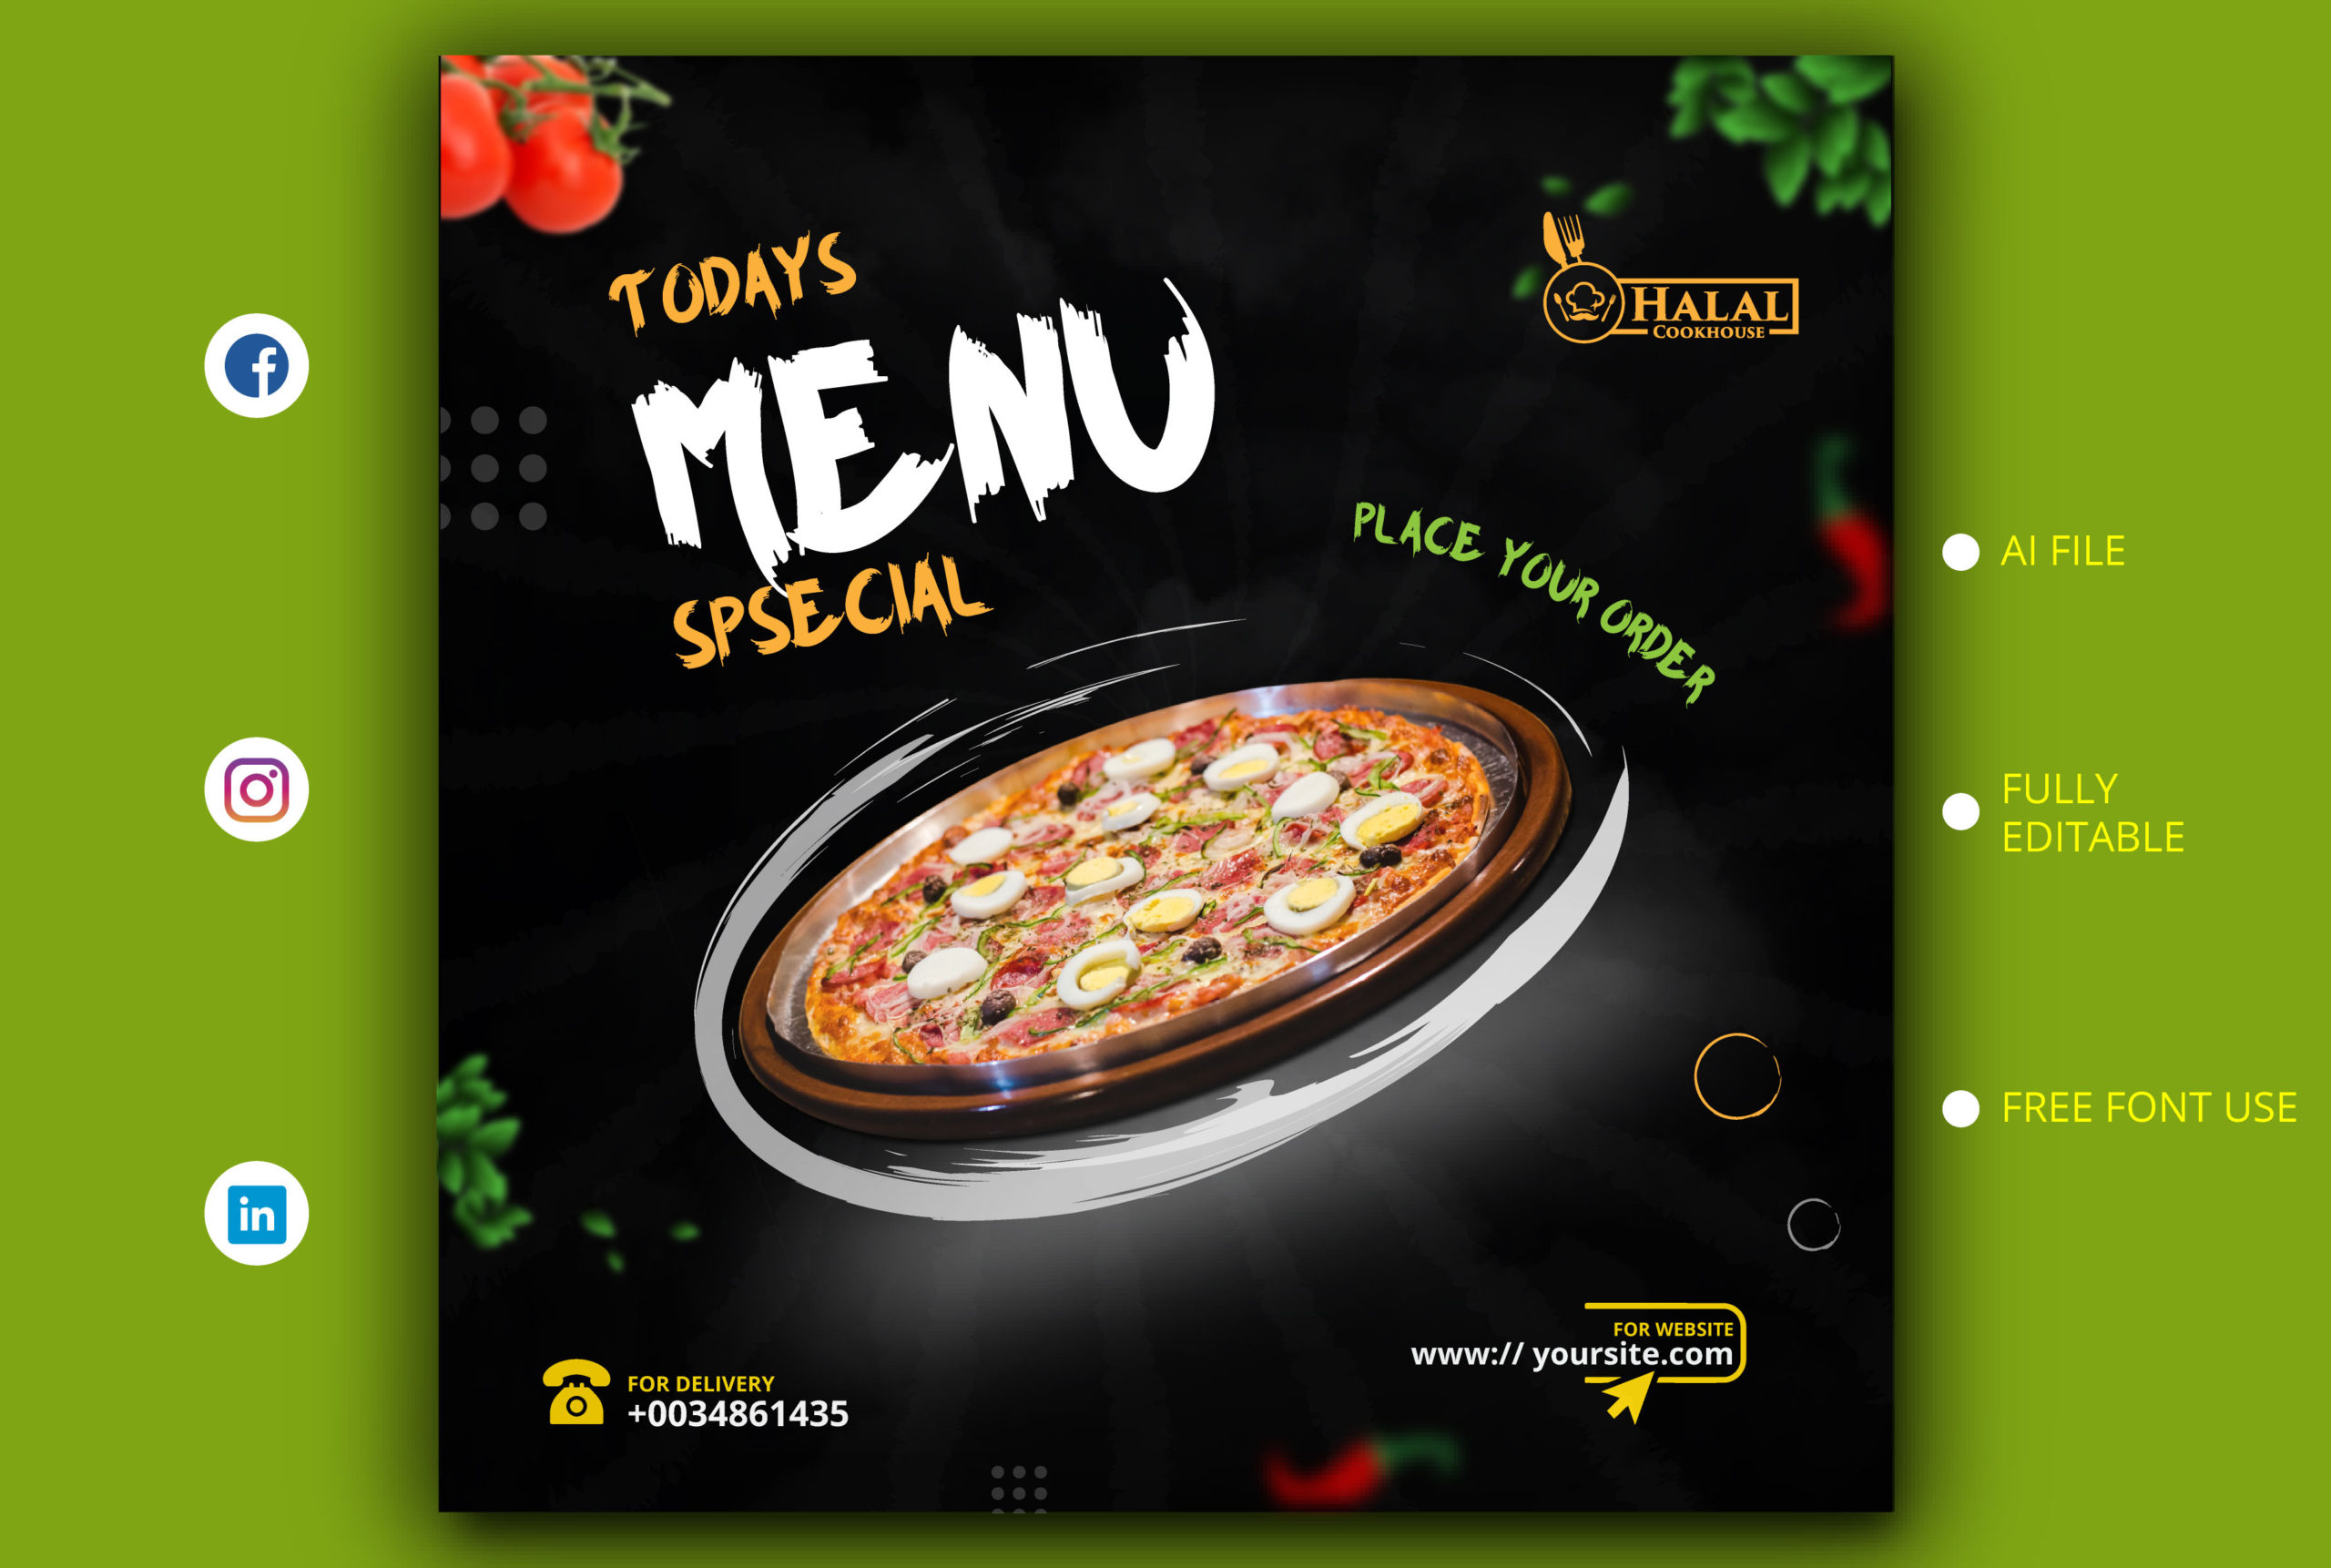 TODAYS
MENU
SPSECIAL
HALAL
COOKHOUSE
PLACE YOUR ORDER
AI FILE
FULLY
EDITABLE
FREE FONT USE
in
FOR DELIVERY
+0034861435
FOR WEBSITE
www:// yoursite.com